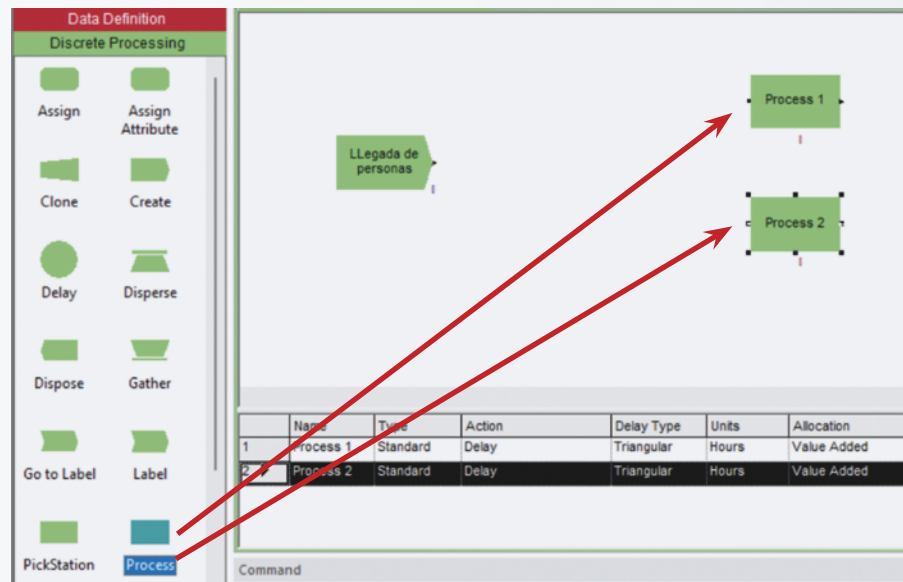 Data Definition
Discrete Processing
Assign
Assign
Attribute
Clone
Create
Delay
Disperse
Dispose
Gather
Go to Label
Label
PickStation
Process
LLegada de
personas
Process 1
Process 2
Name Type Action Delay Type Units Allocation
1 Process 1 Standard Delay Triangular Hours Value Added
2 Process 2 Standard Delay Triangular Hours Value Added
Command